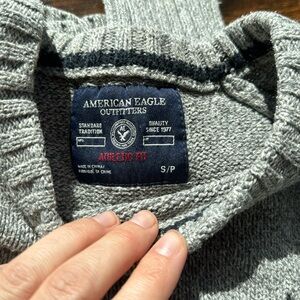 AMERICAN EAGLE
OUTFITTERS
STANDARD
TRADITION
QUALITY
SINCE 1977
ATHLETIC FIT
MADE IN CHINA/
S/P